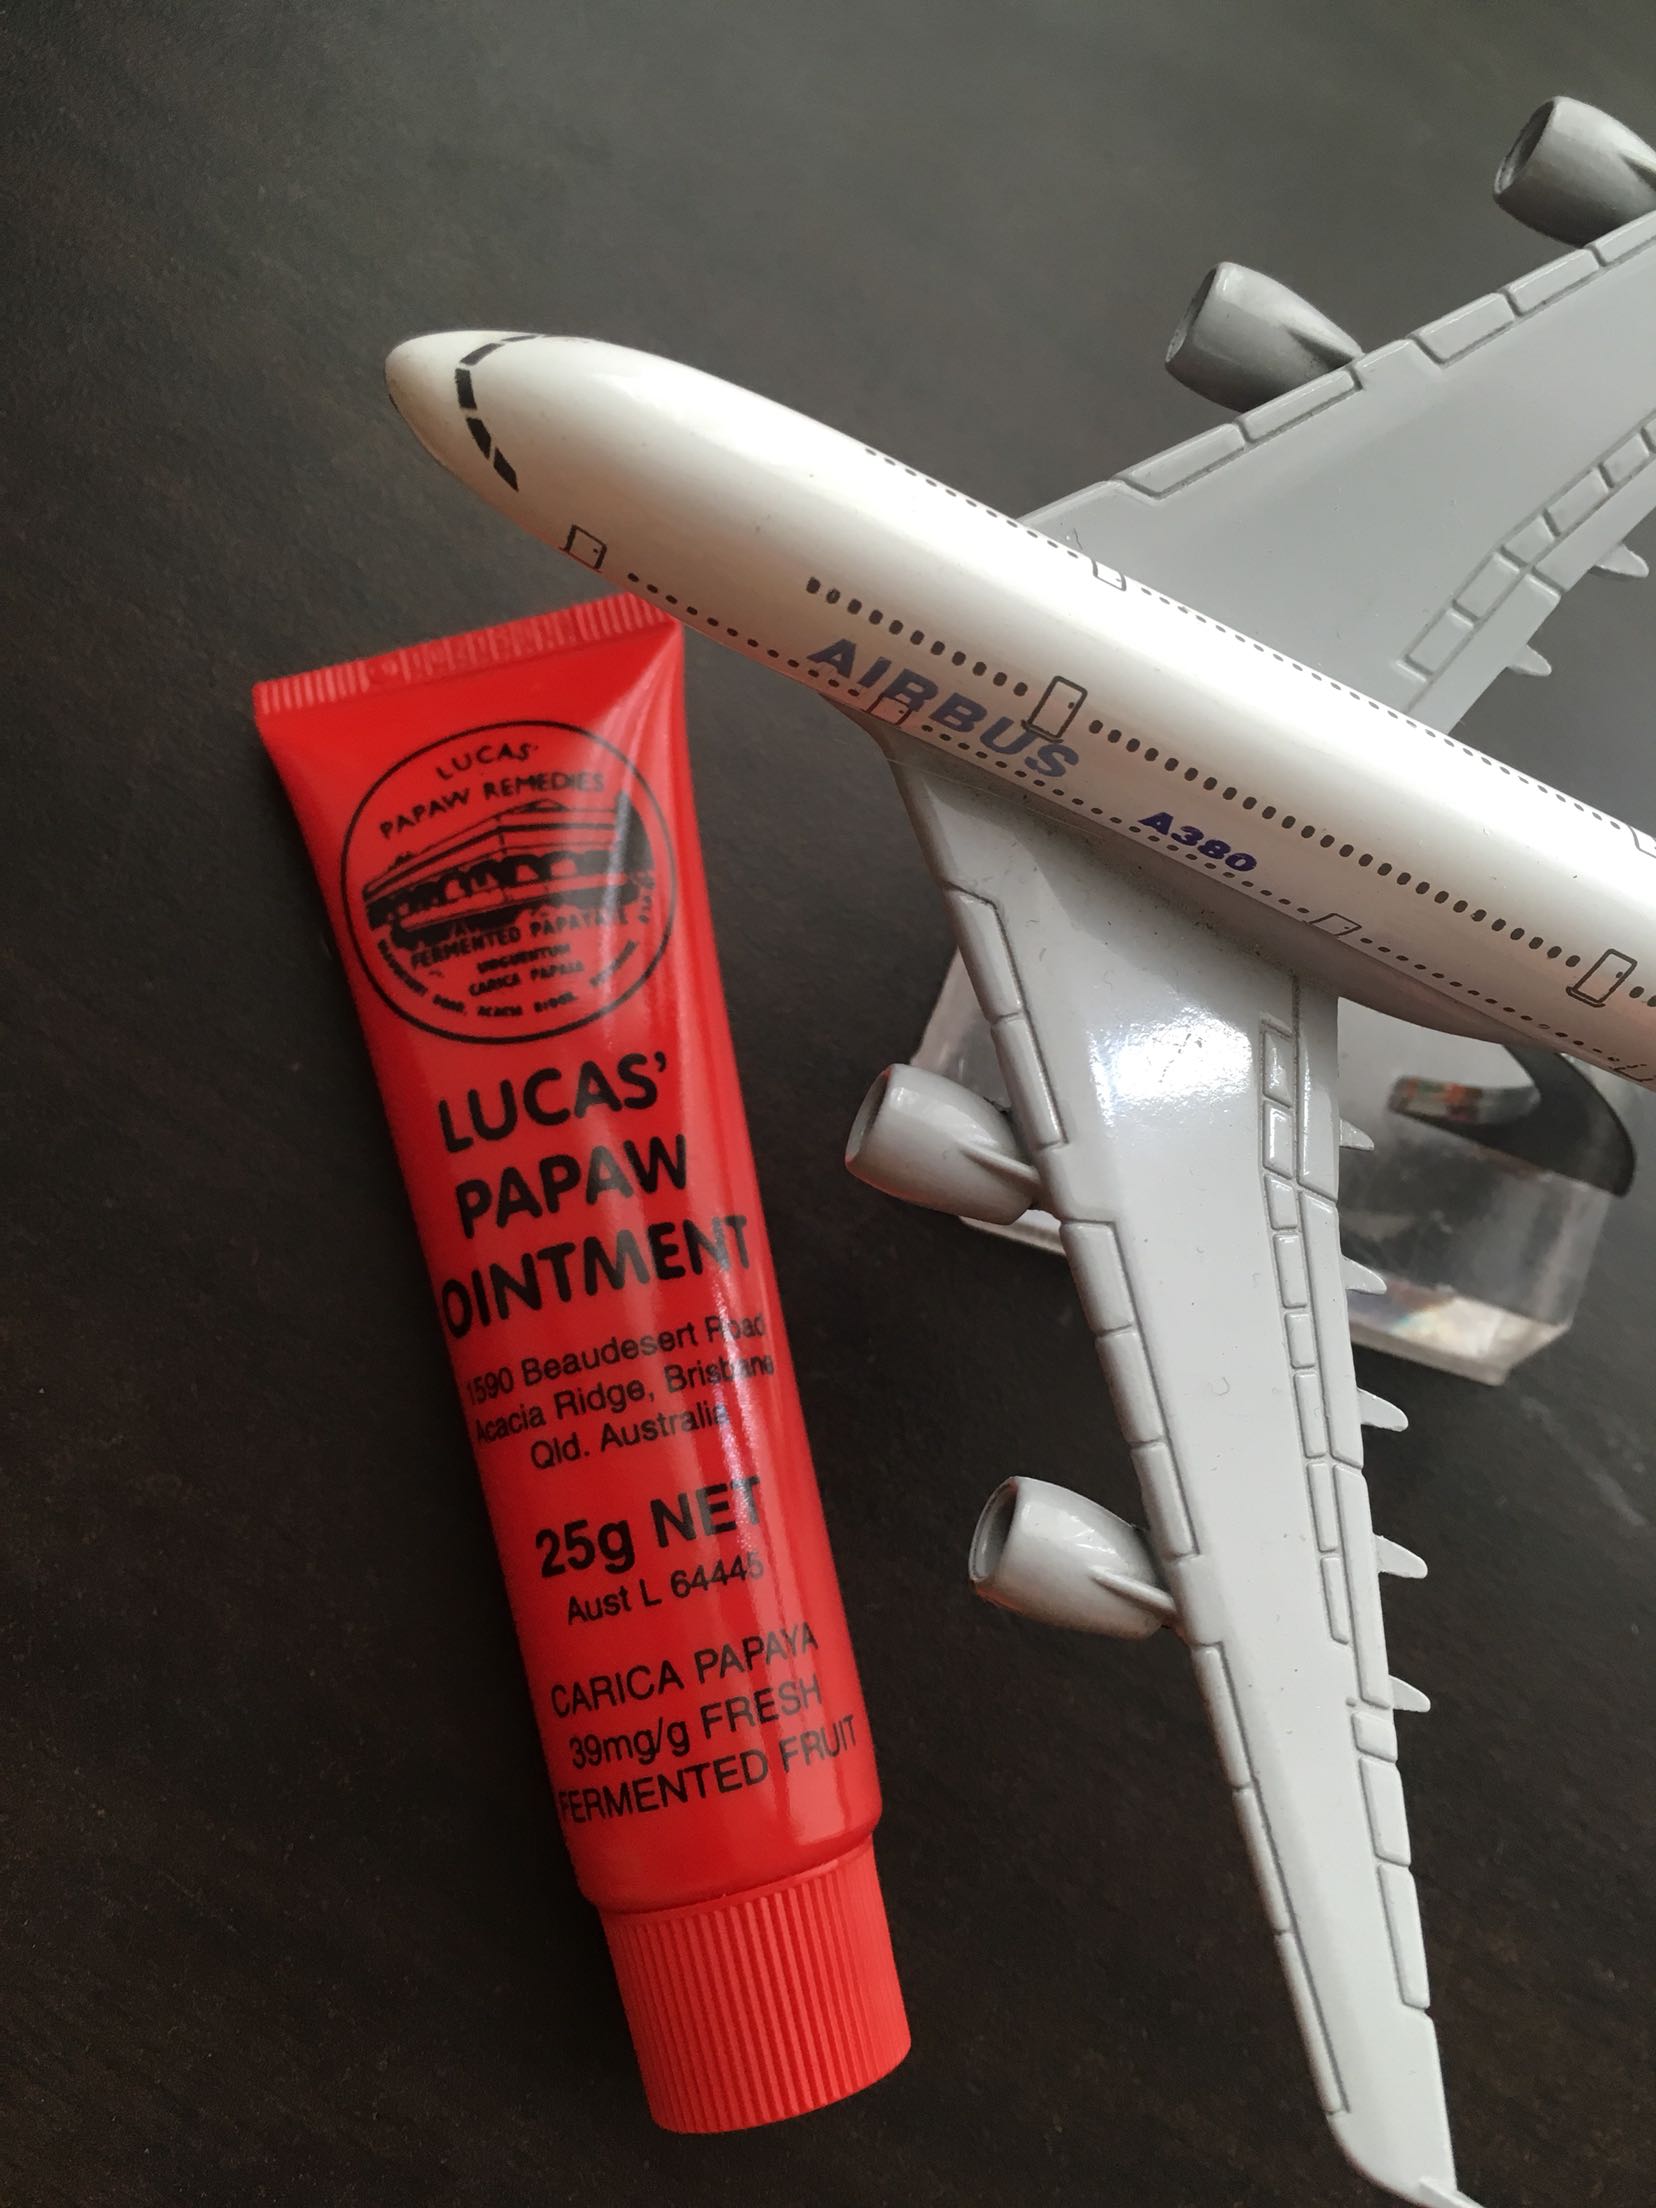 LUCAS'
PAPAW REMEDIES
FERMENTED PAPAYA
UNGUENTUM
CARICA PAPAYA
LUCAS'
PAPAW
OINTMENT
1590 Beaudesert Road
Acacia Ridge, Brisbane
Qld. Australia
25g NET
Aust L 64445
CARICA PAPAYA
39mg/g FRESH
FERMENTED FRUIT
AIRBUS
A380